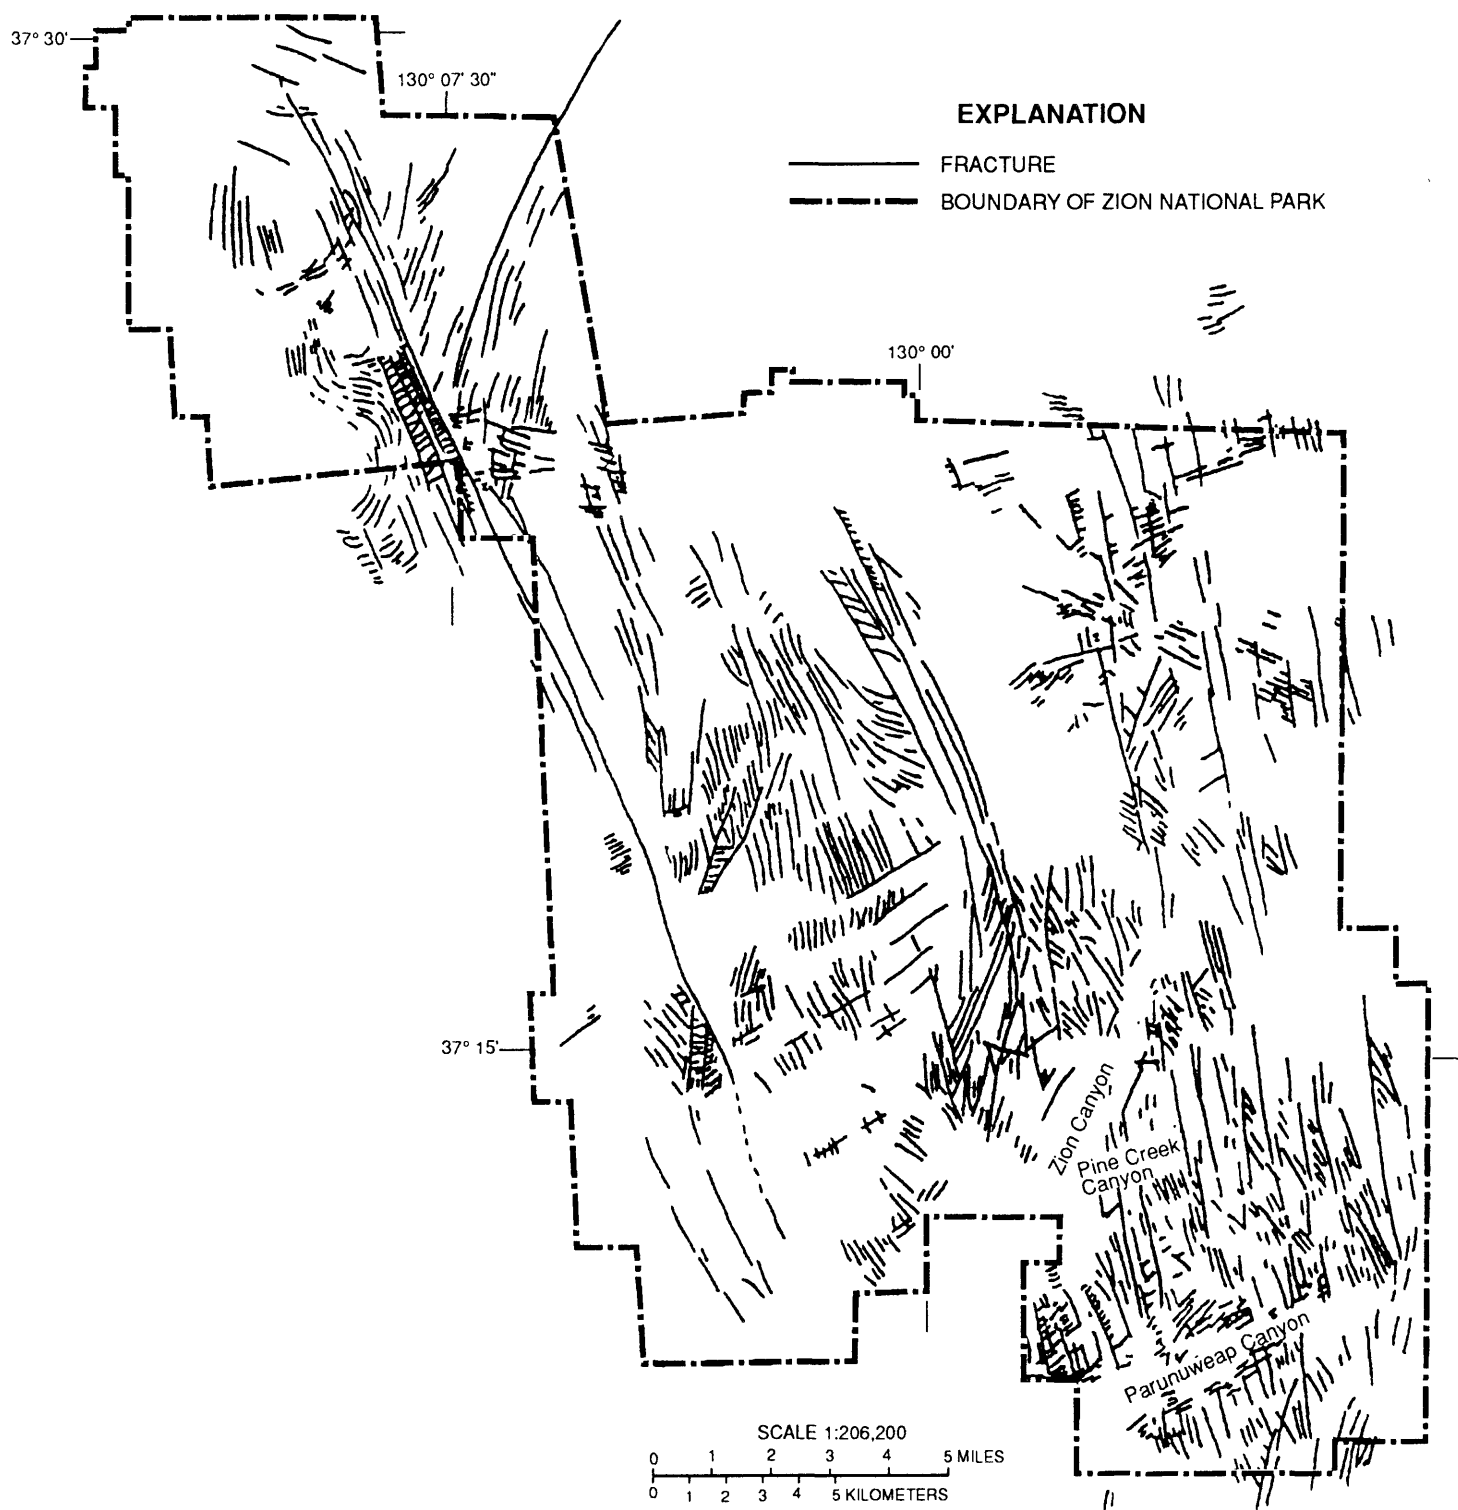 37° 30'
130° 07' 30"
EXPLANATION
FRACTURE
BOUNDARY OF ZION NATIONAL PARK
130° 00'
37° 15'
Zion Canyon
Pine Creek
Canyon
Parunuweap Canyon
SCALE 1:206,200
0 1 2 3 4 5 MILES
0 1 2 3 4 5 KILOMETERS